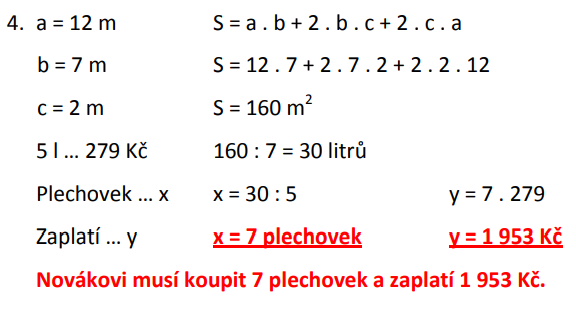 4. a = 12 m S = a . b + 2 . b . c + 2 . c . a
b = 7 m S = 12 . 7 + 2 . 7 . 2 + 2 . 2 . 12
c = 2 m S = 160 m²
5 l ... 279 Kč 160 : 7 = 30 litrů
Plechovek ... x x = 30 : 5 y = 7 . 279
Zaplatí ... y x = 7 plechovek y = 1 953 Kč
Novákovi musí koupit 7 plechovek a zaplatí 1 953 Kč.